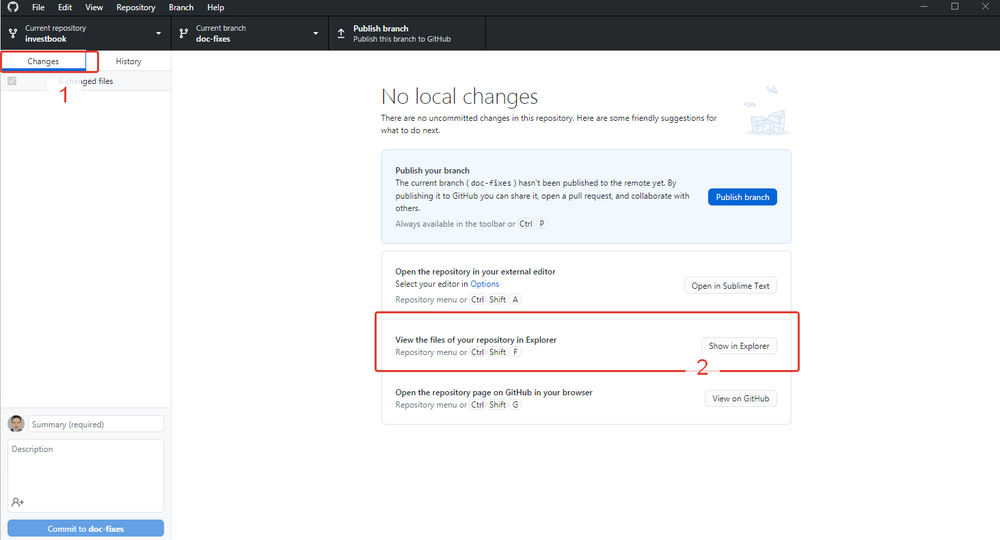 File Edit View Repository Branch Help
Current repository
investbook
Current branch
doc-fixes
Publish branch
Publish this branch to GitHub
Changes
History
0 changed files
1
No local changes
There are no uncommitted changes in this repository. Here are some friendly suggestions for
what to do next.
Publish your branch
The current branch ( doc-fixes ) hasn't been published to the remote yet. By
publishing it to GitHub you can share it, open a pull request, and collaborate with
others.
Always available in the toolbar or Ctrl P
Publish branch
Open the repository in your external editor
Select your editor in Options
Repository menu or Ctrl Shift A
Open in Sublime Text
View the files of your repository in Explorer
Repository menu or Ctrl Shift F
Show in Explorer
2
Open the repository page on GitHub in your browser
Repository menu or Ctrl Shift G
View on GitHub
Summary (required)
Description
Commit to doc-fixes